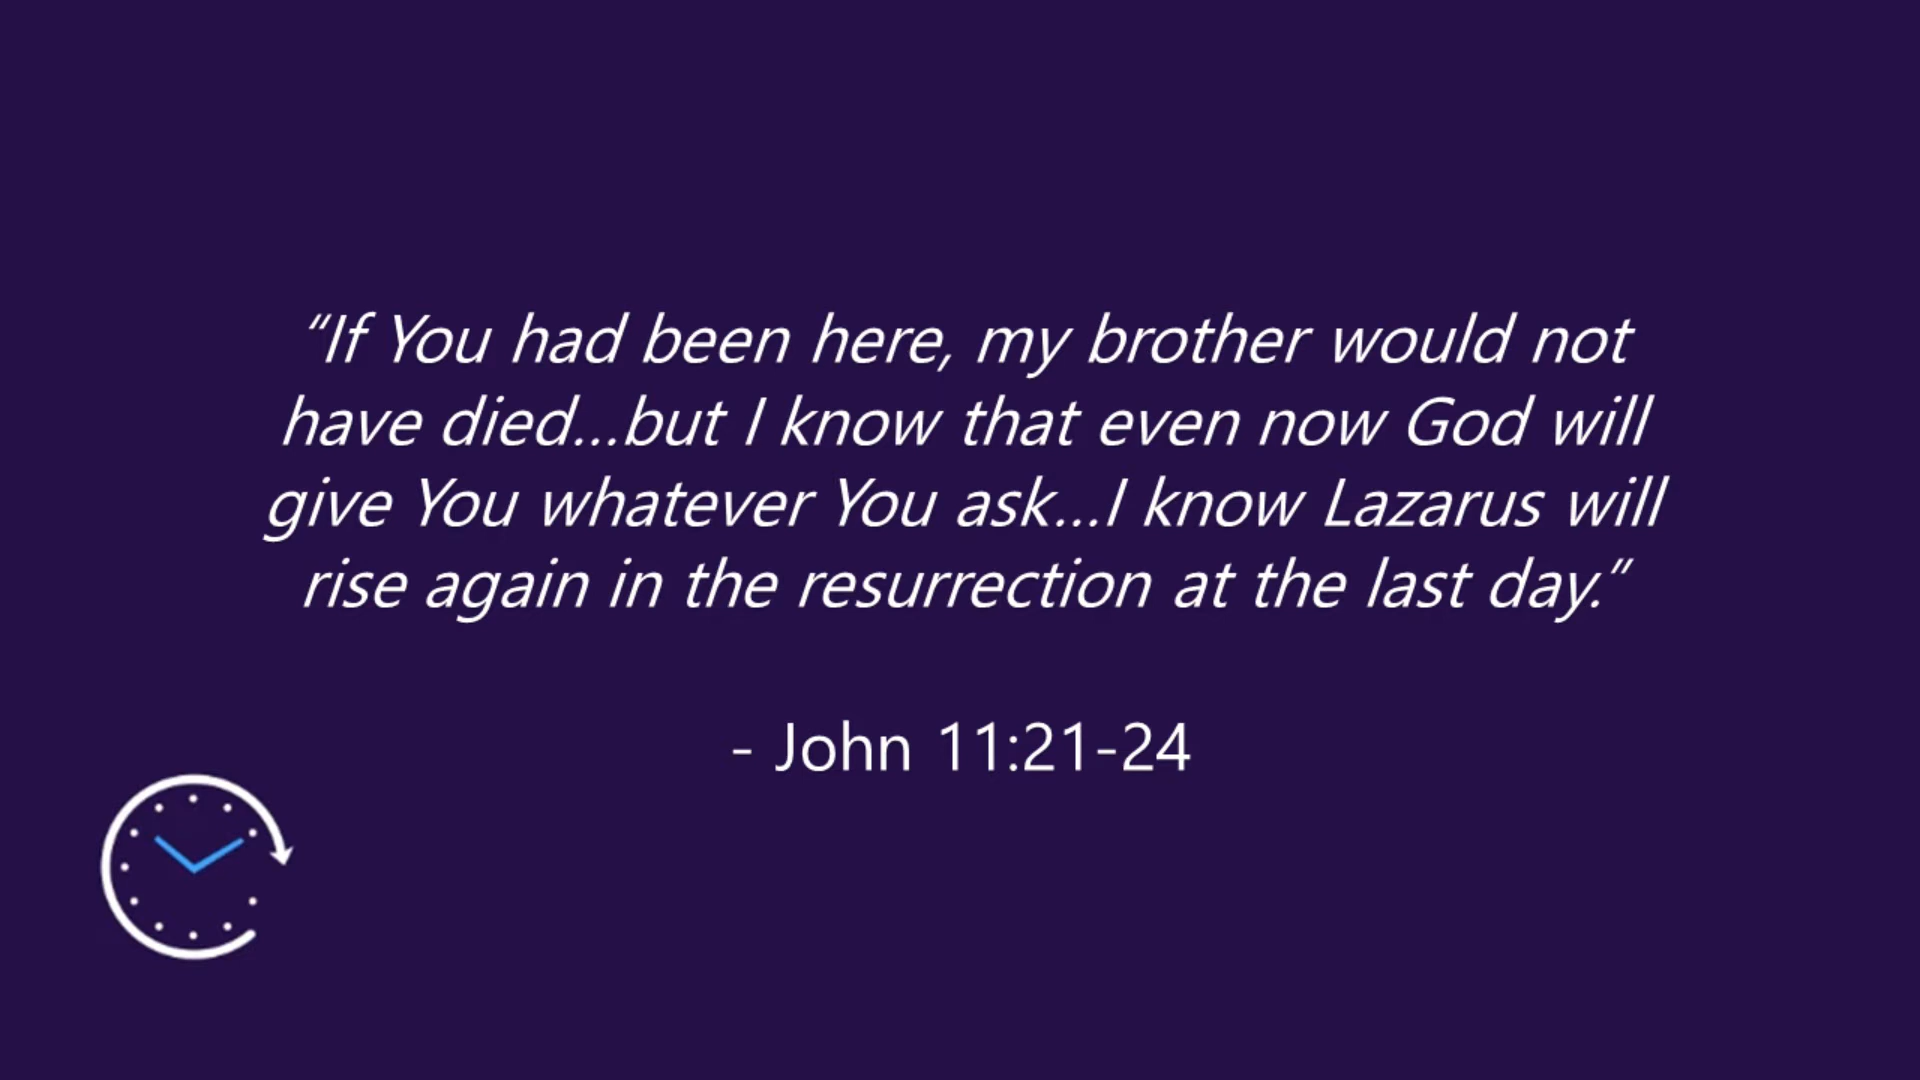 “If You had been here, my brother would not
have died...but I know that even now God will
give You whatever You ask...I know Lazarus will
rise again in the resurrection at the last day.”
- John 11:21-24